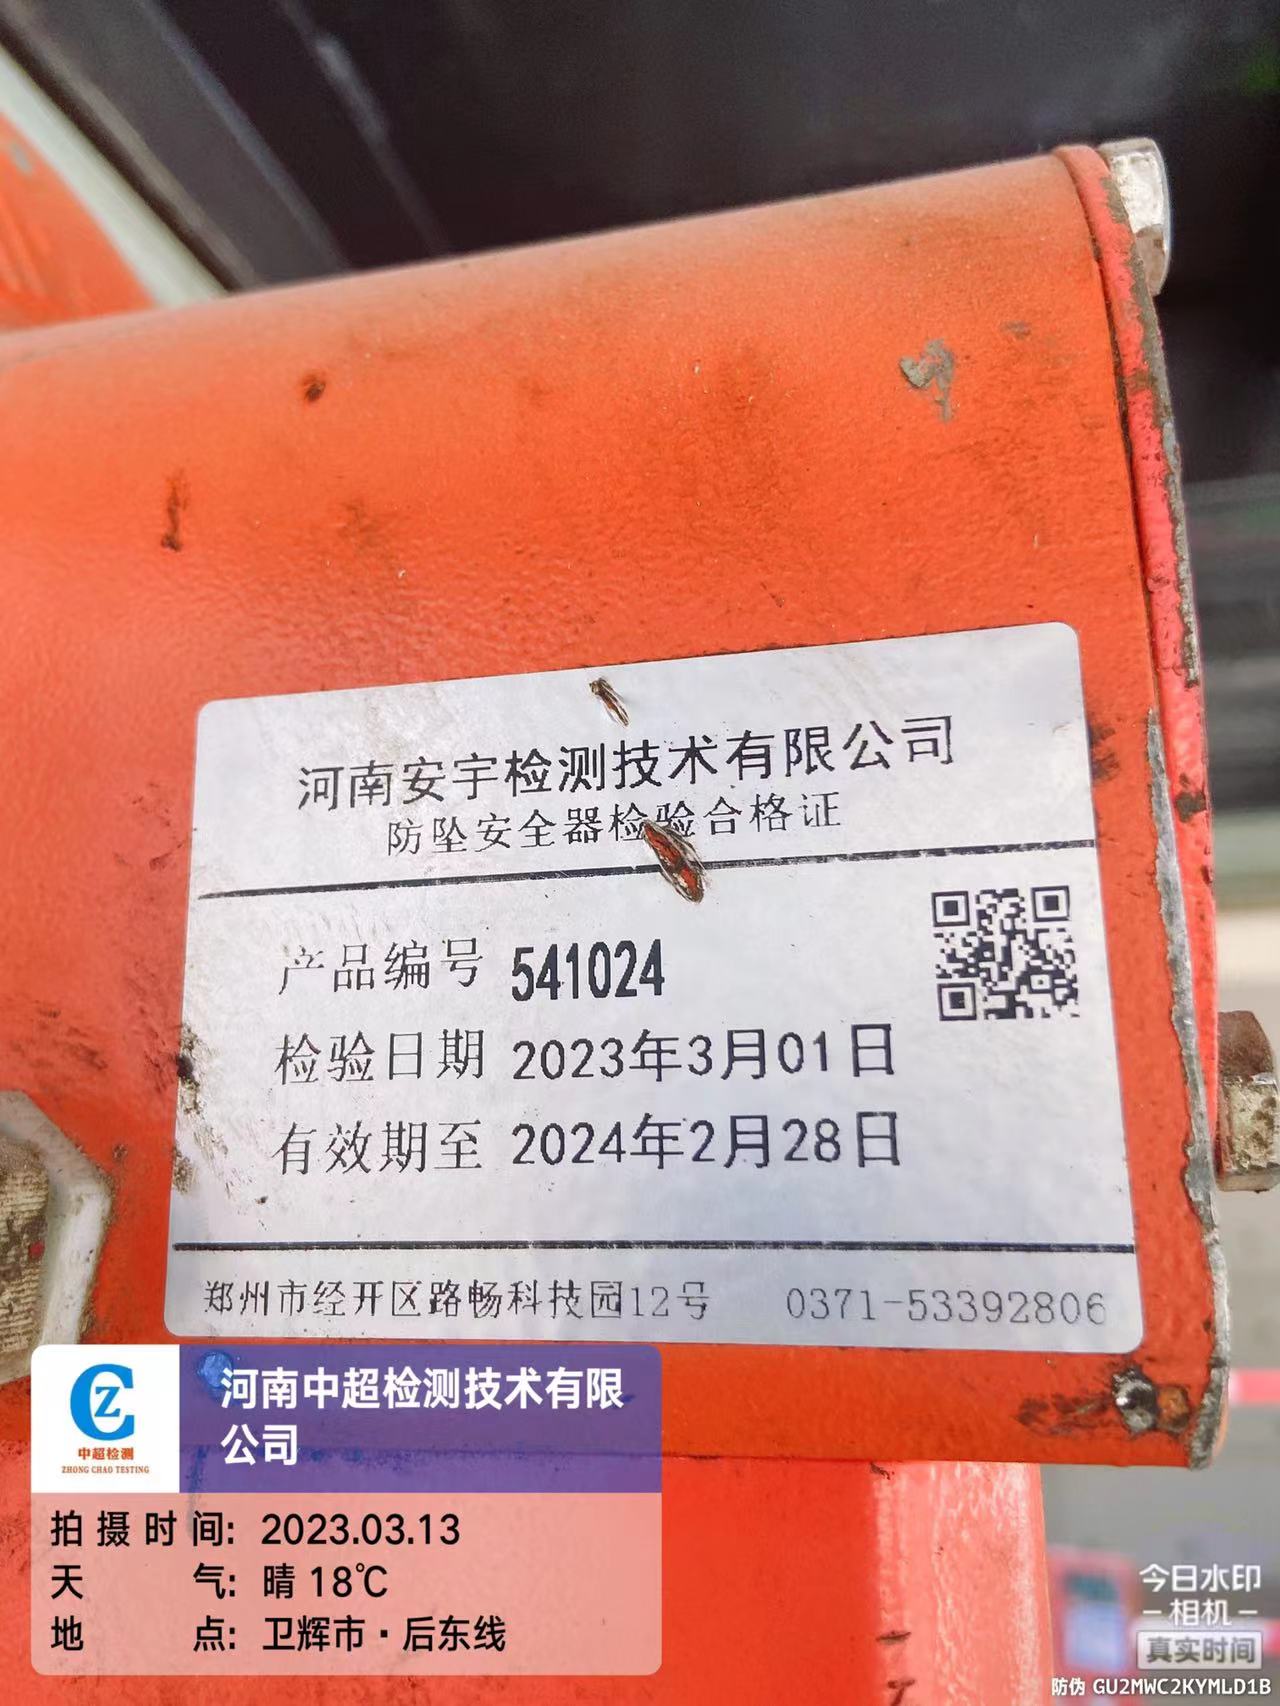 河南安宇检测技术有限公司
防坠安全器检验合格证
产品编号 541024
检验日期 2023年3月01日
有效期至 2024年2月28日
郑州市经开区路畅科技园12号 0371-53392806
CZ
中超检测
ZHONG CHAO TESTING
河南中超检测技术有限
公司
拍摄时间: 2023.03.13
天气: 晴 18℃
地点: 卫辉市·后东线
今日水印
相机
真实时间
防伪 GU2MWC2KYMLD1B